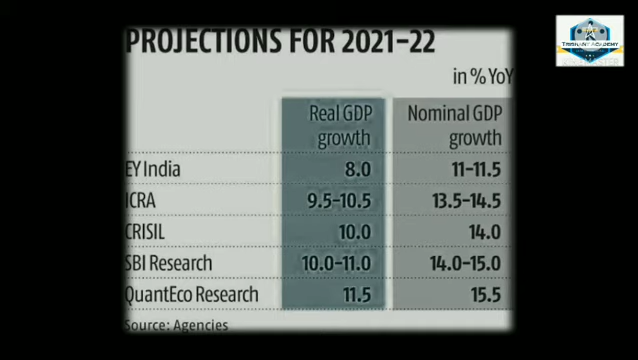 PROJECTIONS FOR 2021–22
in % YoY
Real GDP growth Nominal GDP growth
EY India 8.0 11–11.5
ICRA 9.5–10.5 13.5–14.5
CRISIL 10.0 14.0
SBI Research 10.0–11.0 14.0–15.0
QuantEco Research 11.5 15.5
Source: Agencies